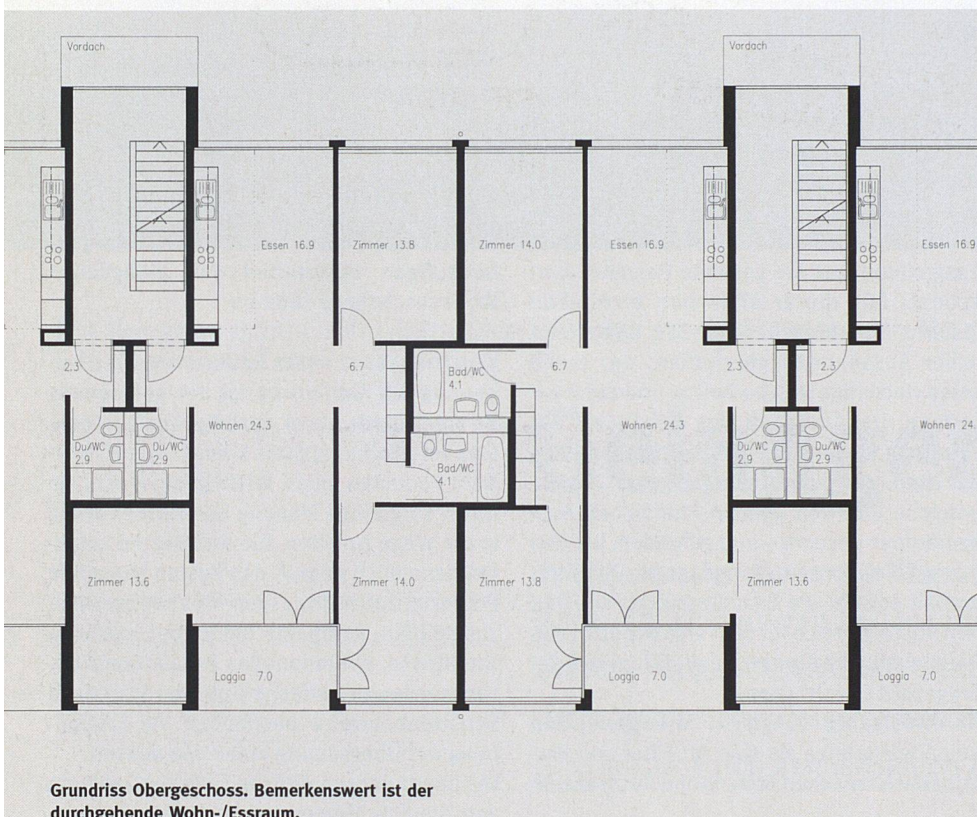 Vordach
Vordach
Essen 16.9
Zimmer 13.8
Zimmer 14.0
Essen 16.9
Essen 16.9
2.3
6.7
Bad/WC
4.1
6.7
2.3
2.3
Wohnen 24.3
Wohnen 24.3
Wohnen 24.
Du/WC
2.9
Du/WC
2.9
Bad/WC
4.1
Du/WC
2.9
Du/WC
2.9
Zimmer 13.6
Zimmer 14.0
Zimmer 13.8
Zimmer 13.6
Loggia 7.0
Loggia 7.0
Loggia 7.0
Grundriss Obergeschoss. Bemerkenswert ist der
durchgehende Wohn-/Essraum.